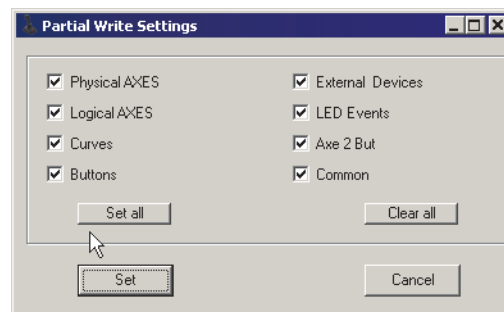 Partial Write Settings
Physical AXES
External Devices
Logical AXES
LED Events
Curves
Axe 2 But
Buttons
Common
Set all
Clear all
Set
Cancel